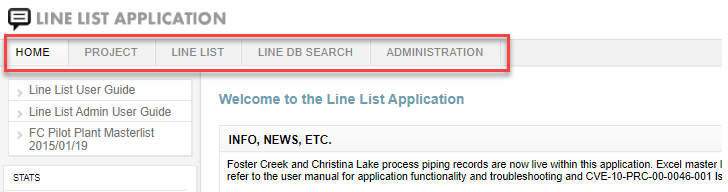 LINE LIST APPLICATION
HOME PROJECT LINE LIST LINE DB SEARCH ADMINISTRATION
Line List User Guide
Line List Admin User Guide
FC Pilot Plant Masterlist
2015/01/19
STATS
Welcome to the Line List Application
INFO, NEWS, ETC.
Foster Creek and Christina Lake process piping records are now live within this application. Excel master l
refer to the user manual for application functionality and troubleshooting and CVE-10-PRC-00-0046-001 Is